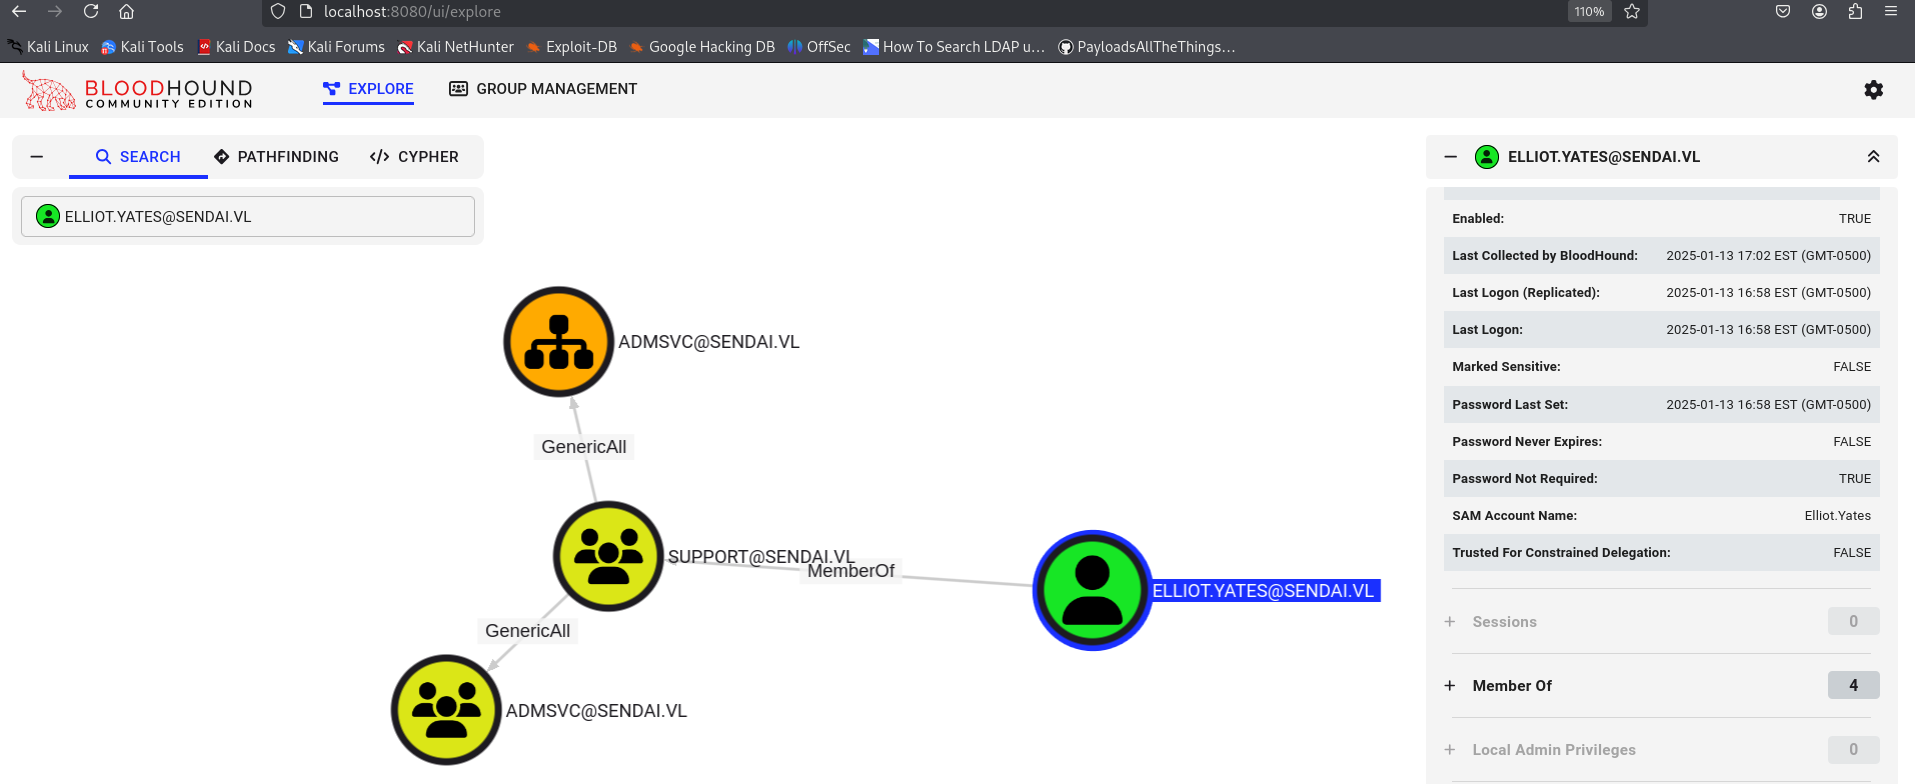 localhost:8080/ui/explore
110%
Kali Linux
Kali Tools
Kali Docs
Kali Forums
Kali NetHunter
Exploit-DB
Google Hacking DB
OffSec
How To Search LDAP u…
PayloadsAllTheThings…
BLOODHOUND
COMMUNITY EDITION
EXPLORE
GROUP MANAGEMENT
SEARCH
PATHFINDING
CYPHER
ELLIOT.YATES@SENDAI.VL
ADMSVC@SENDAI.VL
GenericAll
SUPPORT@SENDAI.VL
MemberOf
ELLIOT.YATES@SENDAI.VL
GenericAll
ADMSVC@SENDAI.VL
ELLIOT.YATES@SENDAI.VL
Enabled: TRUE
Last Collected by BloodHound: 2025-01-13 17:02 EST (GMT-0500)
Last Logon (Replicated): 2025-01-13 16:58 EST (GMT-0500)
Last Logon: 2025-01-13 16:58 EST (GMT-0500)
Marked Sensitive: FALSE
Password Last Set: 2025-01-13 16:58 EST (GMT-0500)
Password Never Expires: FALSE
Password Not Required: TRUE
SAM Account Name: Elliot.Yates
Trusted For Constrained Delegation: FALSE
+ Sessions 0
+ Member Of 4
+ Local Admin Privileges 0